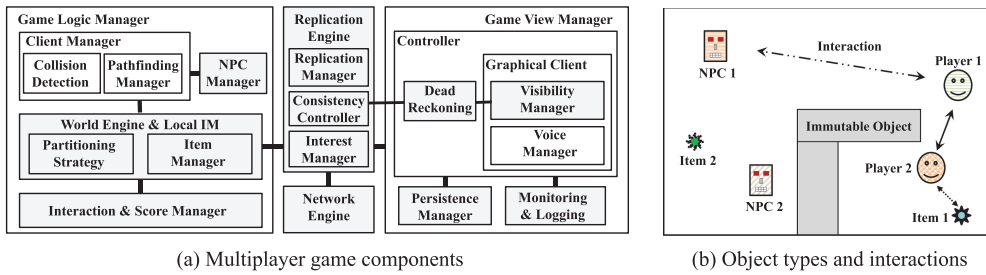 Game Logic Manager
Client Manager
Collision
Detection
Pathfinding
Manager
NPC
Manager
World Engine & Local IM
Partitioning
Strategy
Item
Manager
Interaction & Score Manager
Replication
Engine
Replication
Manager
Consistency
Controller
Interest
Manager
Network
Engine
Game View Manager
Controller
Graphical Client
Dead
Reckoning
Visibility
Manager
Voice
Manager
Persistence
Manager
Monitoring
& Logging
(a) Multiplayer game components
NPC 1
Interaction
Player 1
Immutable Object
Item 2
Player 2
NPC 2
Item 1
(b) Object types and interactions